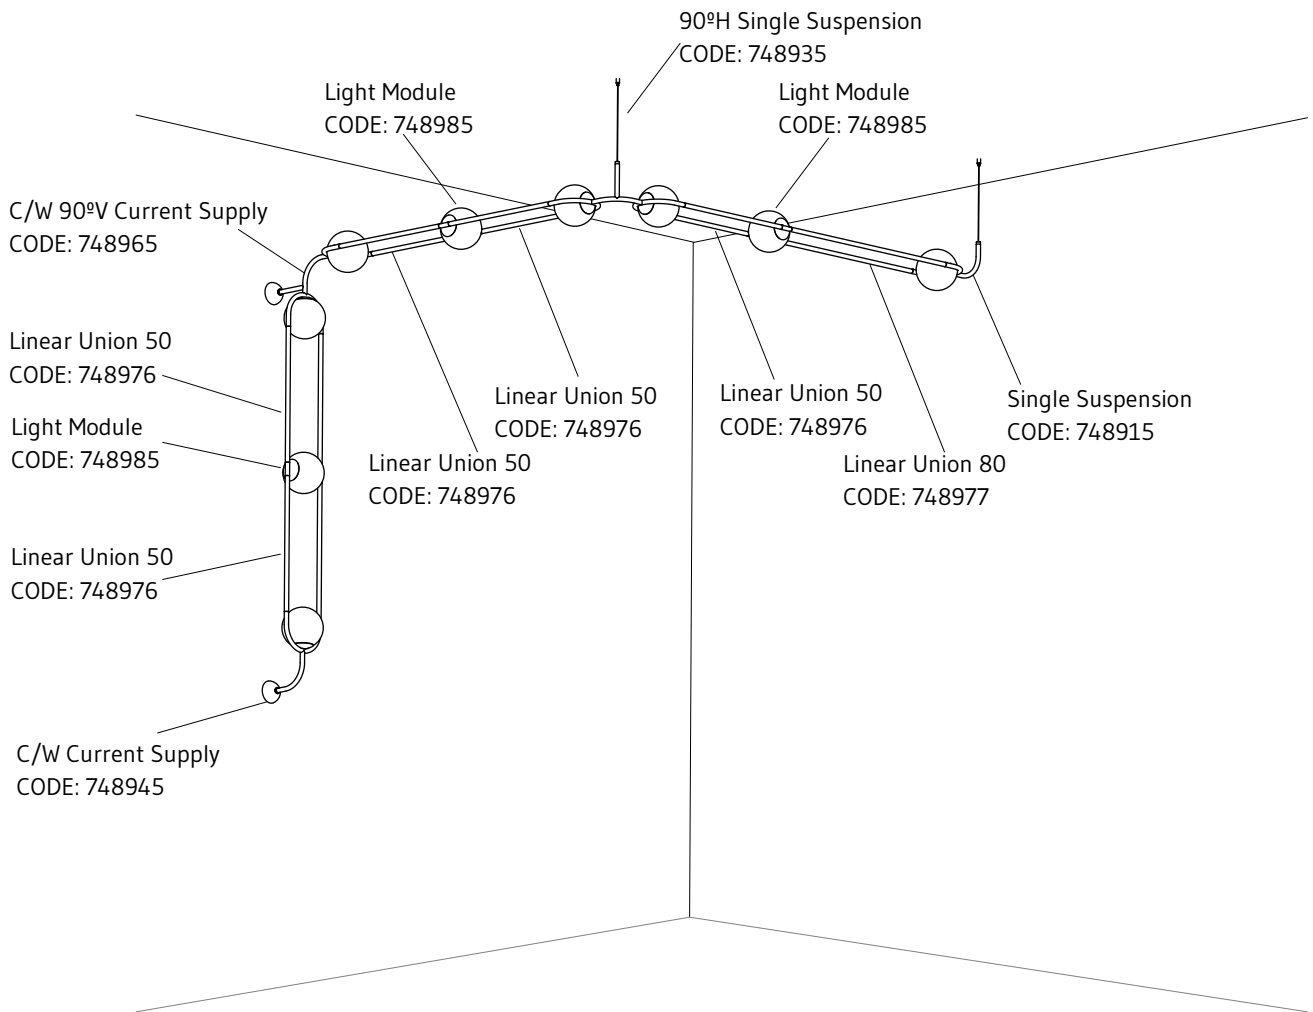 90ºH Single Suspension
CODE: 748935
Light Module
CODE: 748985
Light Module
CODE: 748985
C/W 90ºV Current Supply
CODE: 748965
Linear Union 50
CODE: 748976
Light Module
CODE: 748985
Linear Union 50
CODE: 748976
Linear Union 50
CODE: 748976
Linear Union 50
CODE: 748976
Linear Union 50
CODE: 748976
Linear Union 80
CODE: 748977
Single Suspension
CODE: 748915
C/W Current Supply
CODE: 748945